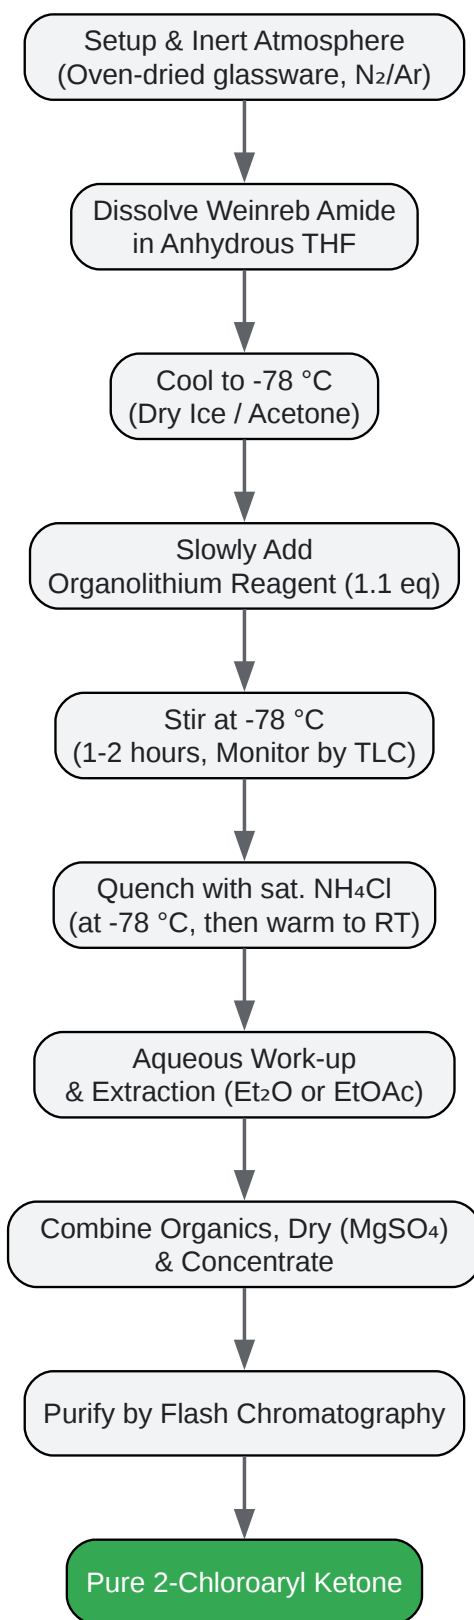 Setup & Inert Atmosphere
(Oven-dried glassware, N₂/Ar)
Dissolve Weinreb Amide
in Anhydrous THF
Cool to -78 °C
(Dry Ice / Acetone)
Slowly Add
Organolithium Reagent (1.1 eq)
Stir at -78 °C
(1-2 hours, Monitor by TLC)
Quench with sat. NH₄Cl
(at -78 °C, then warm to RT)
Aqueous Work-up
& Extraction (Et₂O or EtOAc)
Combine Organics, Dry (MgSO₄)
& Concentrate
Purify by Flash Chromatography
Pure 2-Chloroaryl Ketone